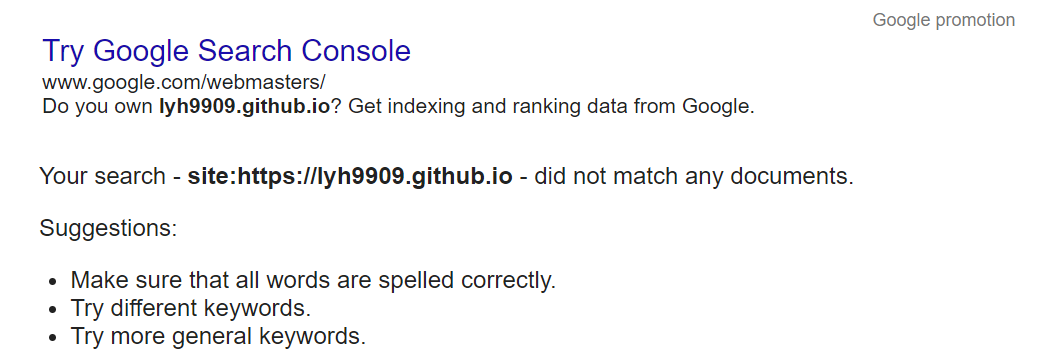 Google promotion
Try Google Search Console
www.google.com/webmasters/
Do you own lyh9909.github.io? Get indexing and ranking data from Google.
Your search - site:https://lyh9909.github.io - did not match any documents.
Suggestions:
• Make sure that all words are spelled correctly.
• Try different keywords.
• Try more general keywords.